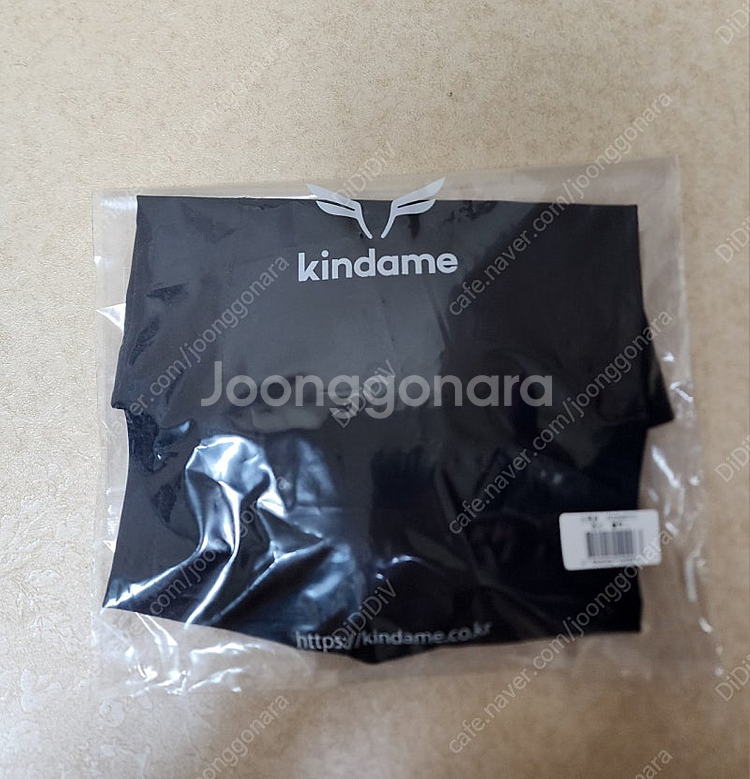 kindame
Joonggonara
https://kindame.co.kr
DiDiDiv
cafe.naver.com/joonggonara